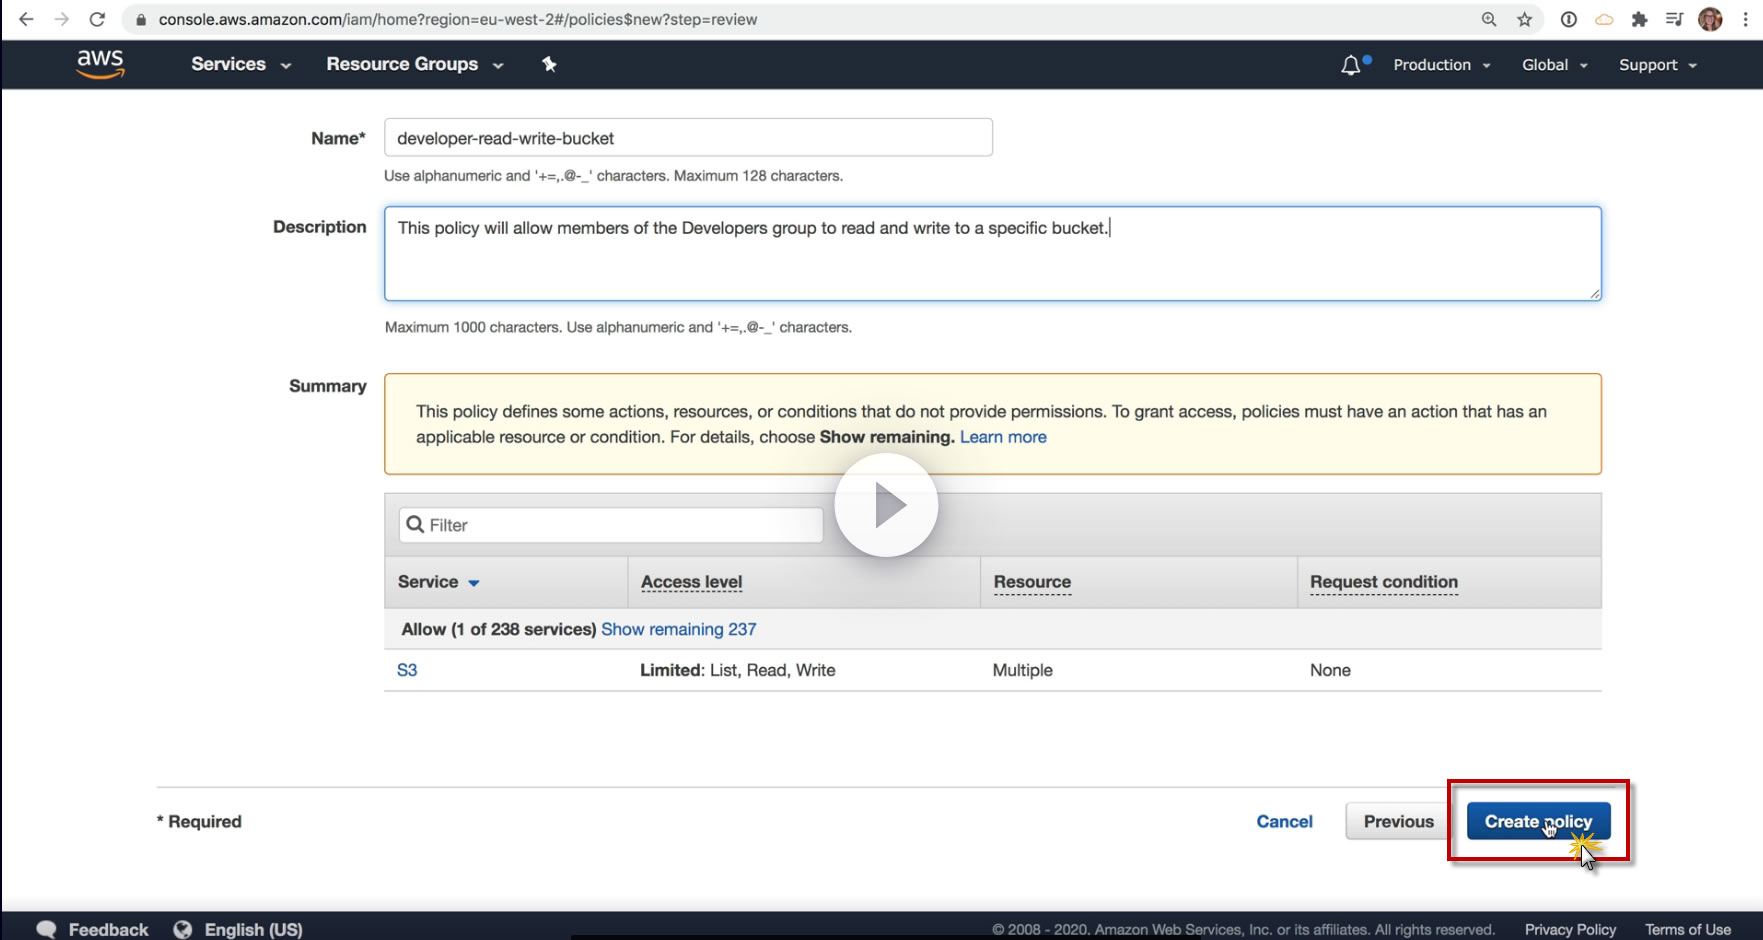 console.aws.amazon.com/iam/home?region=eu-west-2#/policies$new?step=review
aws Services Resource Groups Production Global Support
Name* developer-read-write-bucket
Use alphanumeric and '+=,.@-_' characters. Maximum 128 characters.
Description This policy will allow members of the Developers group to read and write to a specific bucket.
Maximum 1000 characters. Use alphanumeric and '+=,.@-_' characters.
Summary
This policy defines some actions, resources, or conditions that do not provide permissions. To grant access, policies must have an action that has an
applicable resource or condition. For details, choose Show remaining. Learn more
Filter
Service Access level Resource Request condition
Allow (1 of 238 services) Show remaining 237
S3 Limited: List, Read, Write Multiple None
* Required Cancel Previous Create policy
Feedback English (US) © 2008 - 2020, Amazon Web Services, Inc. or its affiliates. All rights reserved. Privacy Policy Terms of Use